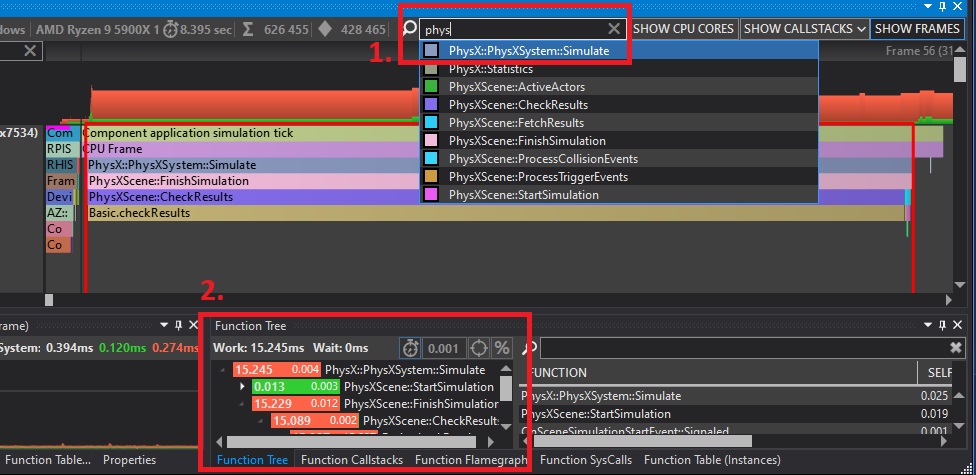 dows AMD Ryzen 9 5900X 1 8.395 sec Σ 626 455 428 465 phys SHOW CPU CORES SHOW CALLSTACKS SHOW FRAMES
1.
PhysX::PhysXSystem::Simulate
Frame 56 (31
PhysX::Statistics
PhysXScene::ActiveActors
PhysXScene::CheckResults
PhysXScene::FetchResults
PhysXScene::FinishSimulation
PhysXScene::ProcessCollisionEvents
PhysXScene::ProcessTriggerEvents
PhysXScene::StartSimulation
x7534) Com Component application simulation tick
RPIS CPU Frame
RHIS PhysX::PhysXSystem::Simulate
Fram PhysXScene::FinishSimulation
Devi PhysXScene::CheckResults
AZ:: Basic.checkResults
Co
Co
2.
rame)
System: 0.394ms 0.120ms 0.274ms
Function Table... Properties
Function Tree
Work: 15.245ms Wait: 0ms 0.001 %
15.245 0.004 PhysX::PhysXSystem::Simulate
0.013 0.003 PhysXScene::StartSimulation
15.229 0.012 PhysXScene::FinishSimulation
15.089 0.002 PhysXScene::CheckResult
Function Tree Function Callstacks Function Flamegraph Function SysCalls Function Table (Instances)
FUNCTION SELF
PhysX::PhysXSystem::Simulate 0.025
PhysXScene::StartSimulation 0.019
OnSceneSimulationStartEvent::Signaled 0.001